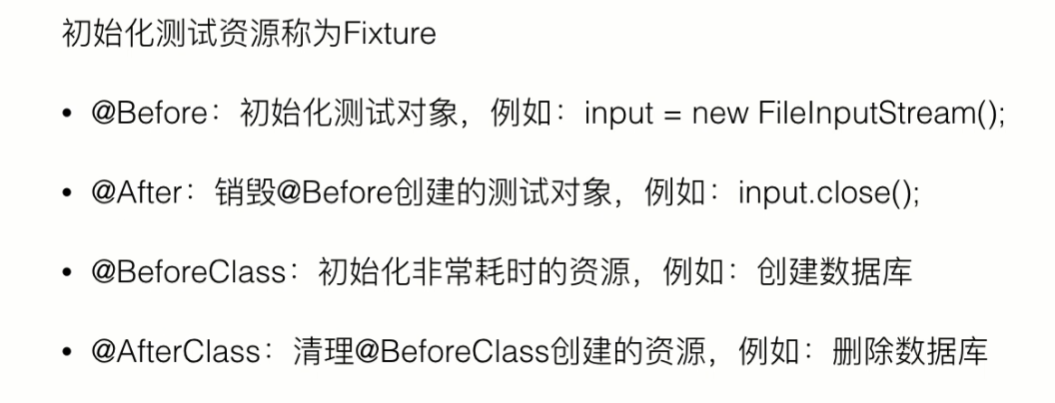 初始化测试资源称为Fixture
• @Before：初始化测试对象，例如：input = new FileInputStream();
• @After：销毁@Before创建的测试对象，例如：input.close();
• @BeforeClass：初始化非常耗时的资源，例如：创建数据库
• @AfterClass：清理@BeforeClass创建的资源，例如：删除数据库